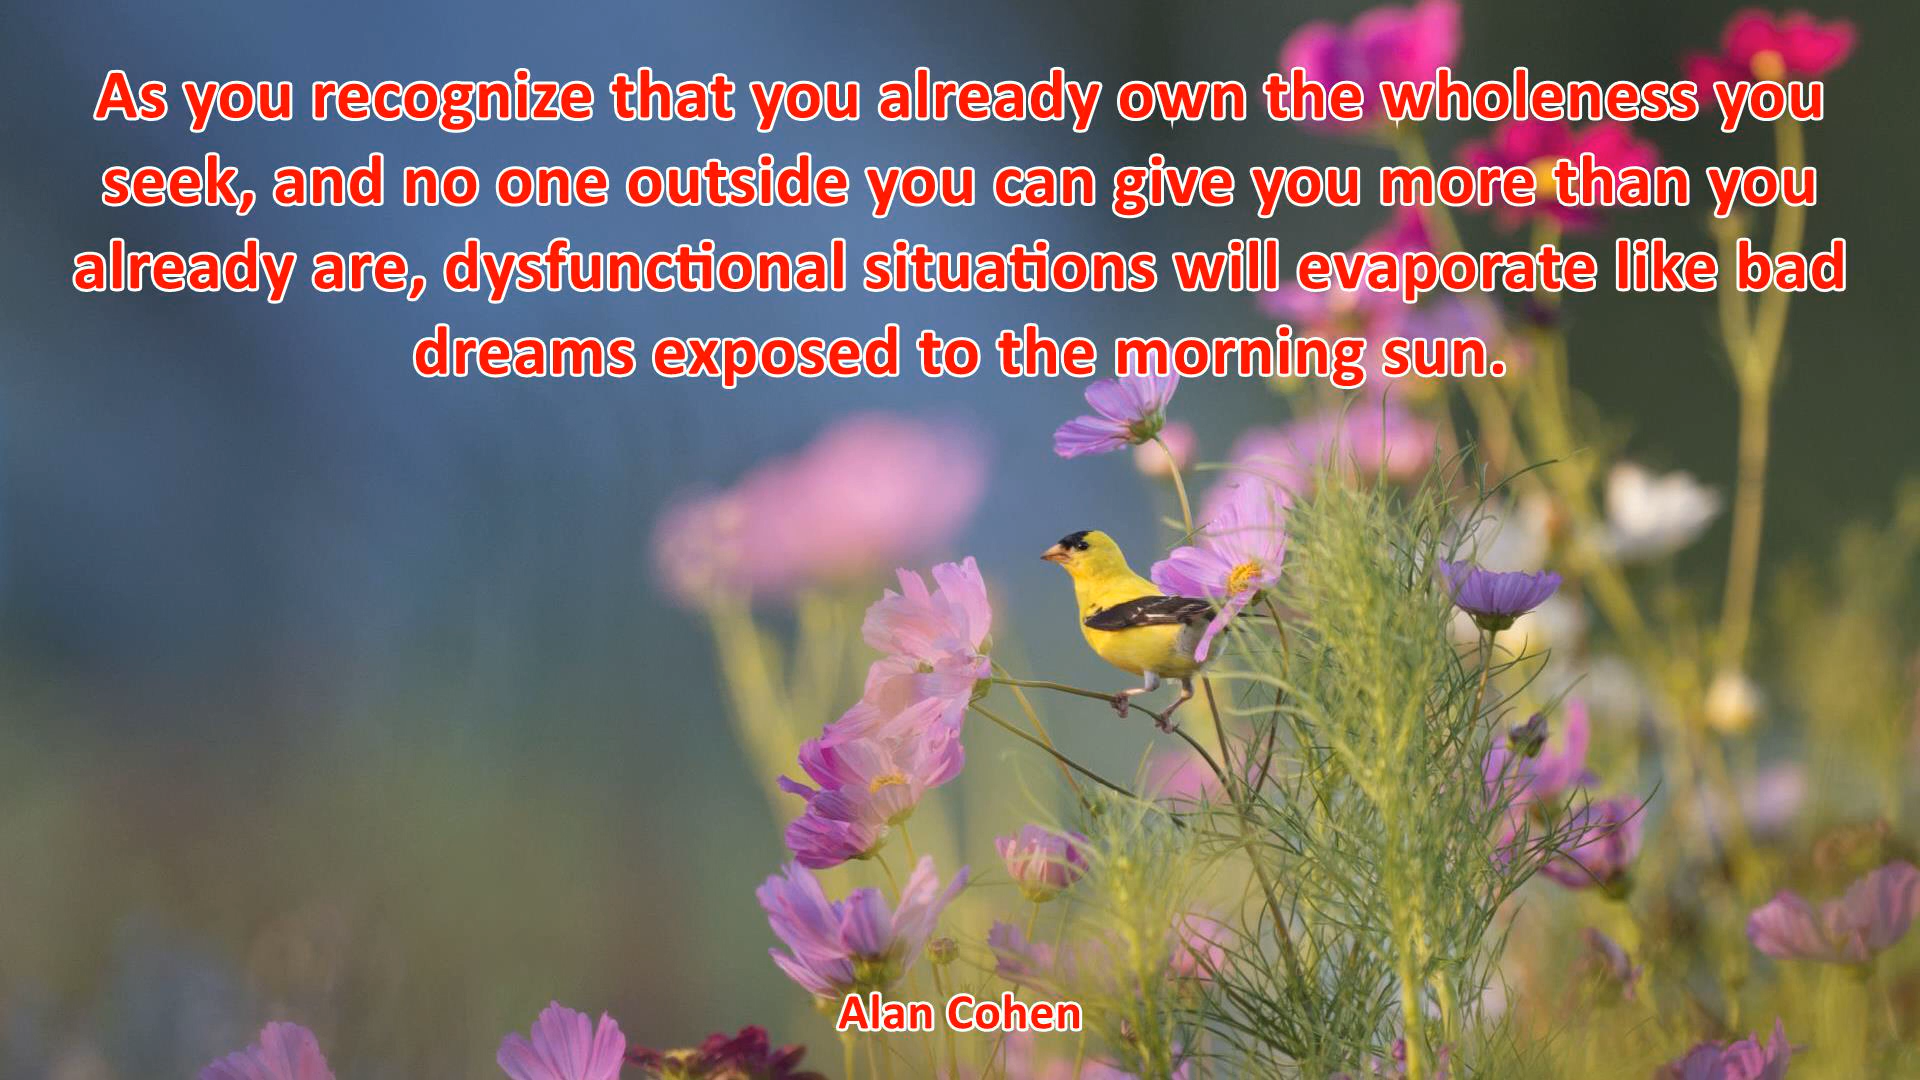 As you recognize that you already own the wholeness you
seek, and no one outside you can give you more than you
already are, dysfunctional situations will evaporate like bad
dreams exposed to the morning sun.
Alan Cohen